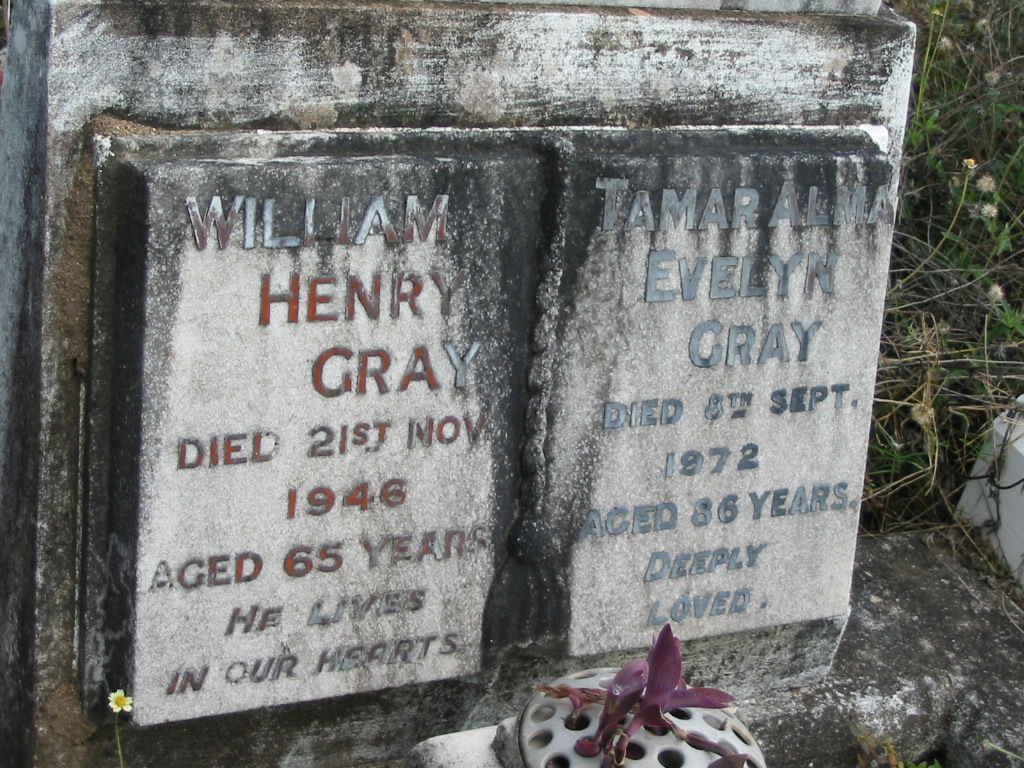 WILLIAM
HENRY
GRAY
DIED 21ST NOV
1946
AGED 65 YEARS
HE LIVES
IN OUR HEARTS.
TAMAR ALMA
EVELYN
GRAY
DIED 8TH SEPT.
1972
AGED 86 YEARS.
DEEPLY
LOVED.